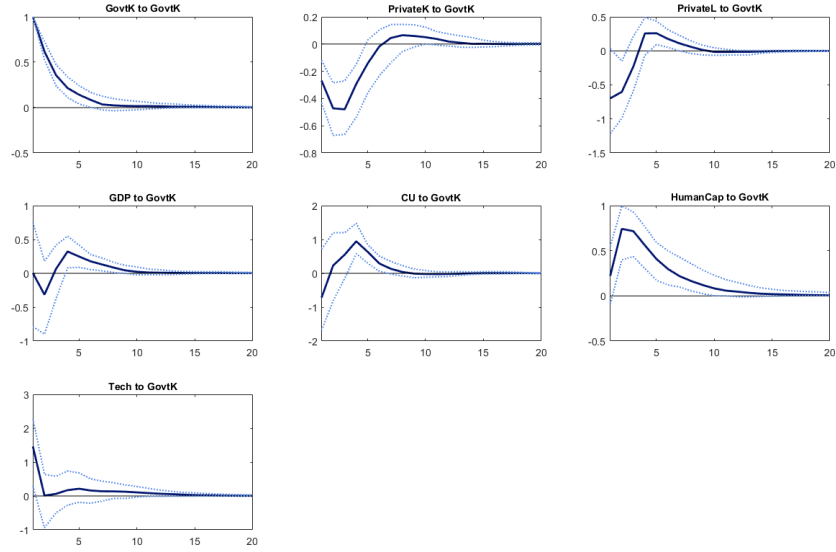 GovtK to GovtK
1
0.5
0
-0.5
5 10 15 20
PrivateK to GovtK
0.2
0
-0.2
-0.4
-0.6
-0.8
5 10 15 20
PrivateL to GovtK
0.5
0
-0.5
-1
-1.5
5 10 15 20
GDP to GovtK
1
0.5
0
-0.5
-1
5 10 15 20
CU to GovtK
2
1
0
-1
-2
5 10 15 20
HumanCap to GovtK
1
0.5
0
-0.5
5 10 15 20
Tech to GovtK
3
2
1
0
-1
5 10 15 20